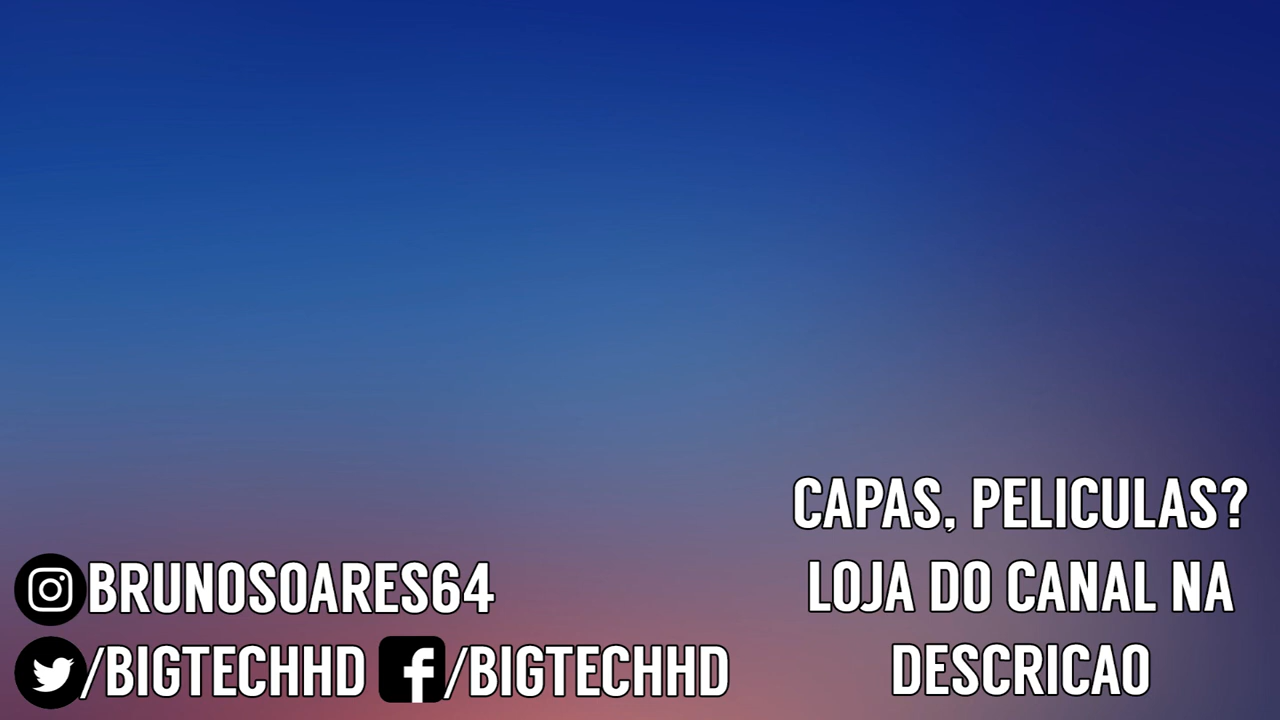 CAPAS, PELICULAS?
LOJA DO CANAL NA
DESCRICAO
BRUNOSOARES64
/BIGTECHHD /BIGTECHHD